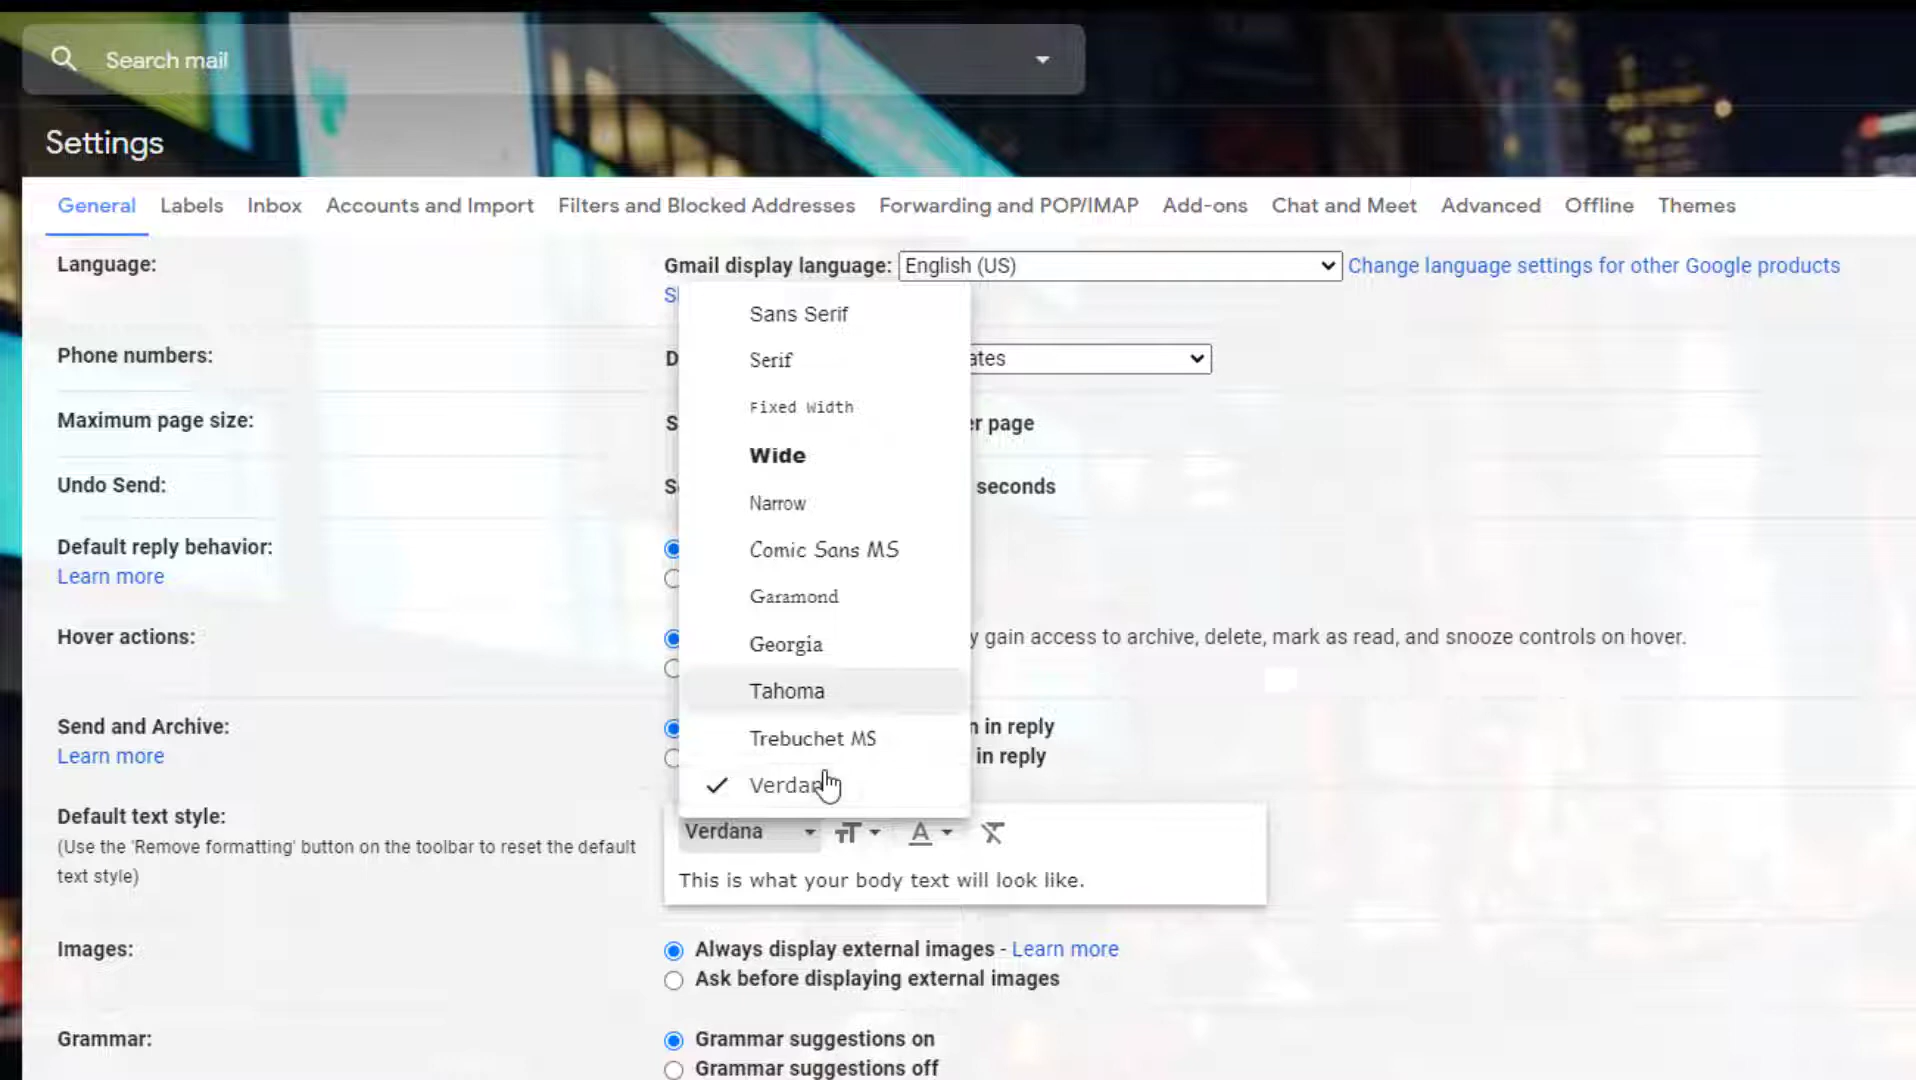 Search mail
Settings
General Labels Inbox Accounts and Import Filters and Blocked Addresses Forwarding and POP/IMAP Add-ons Chat and Meet Advanced Offline Themes
Language:
Gmail display language: English (US) Change language settings for other Google products
Sans Serif
Phone numbers:
Serif
Fixed Width
Maximum page size:
page
Wide
Undo Send:
seconds
Narrow
Default reply behavior:
Comic Sans MS
Learn more
Garamond
Hover actions:
gain access to archive, delete, mark as read, and snooze controls on hover.
Georgia
Tahoma
Send and Archive:
in reply
Trebuchet MS
Learn more
in reply
Default text style:
Verdana
(Use the 'Remove formatting' button on the toolbar to reset the default
text style)
This is what your body text will look like.
Images:
Always display external images - Learn more
Ask before displaying external images
Grammar:
Grammar suggestions on
Grammar suggestions off